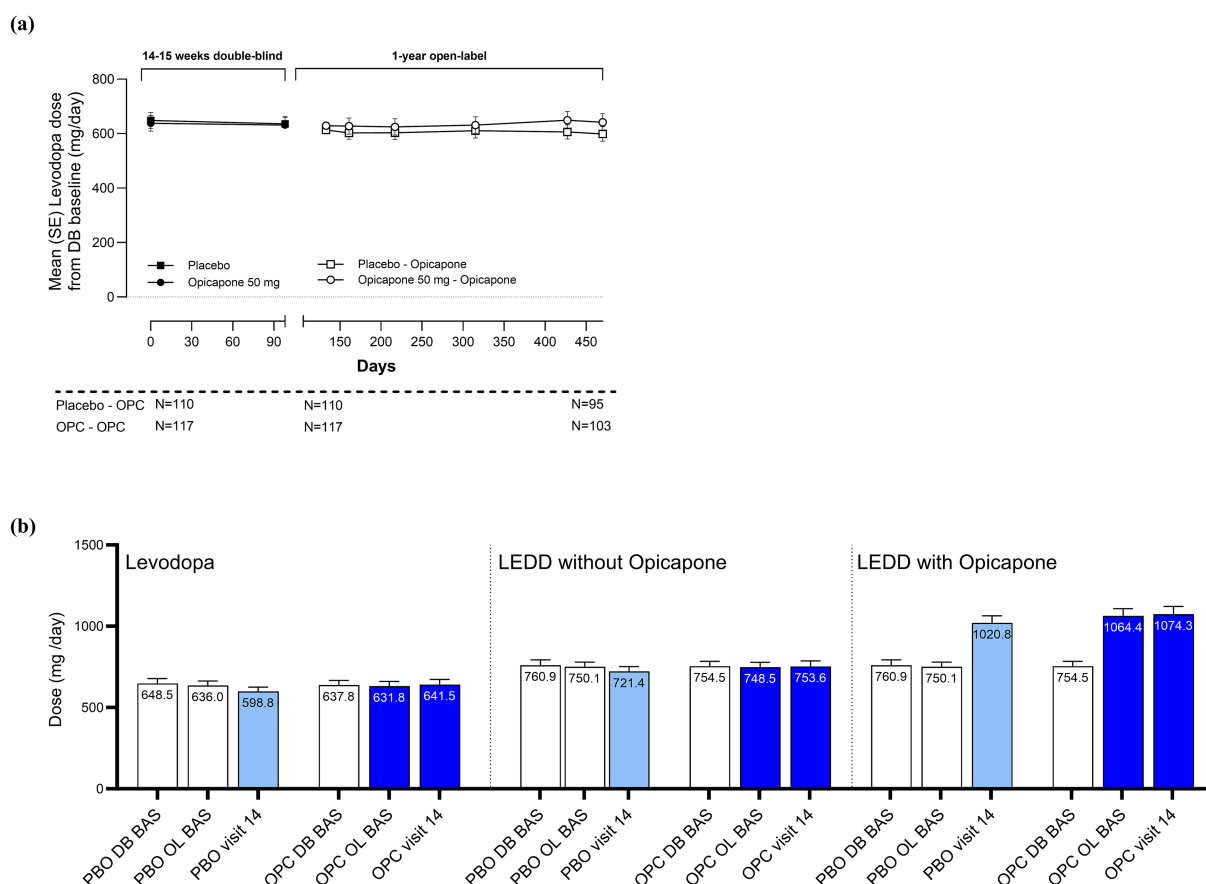 (a)
14-15 weeks double-blind
1-year open-label
Mean (SE) Levodopa dose
from DB baseline (mg/day)
800
600
400
200
0
Placebo
Opicapone 50 mg
Placebo - Opicapone
Opicapone 50 mg - Opicapone
0 30 60 90 150 200 250 300 350 400 450
Days
Placebo - OPC N=110 N=110 N=95
OPC - OPC N=117 N=117 N=103
(b)
Dose (mg /day)
1500
1000
500
0
Levodopa
LEDD without Opicapone
LEDD with Opicapone
648.5 636.0 598.8 637.8 631.8 641.5
760.9 750.1 721.4 754.5 748.5 753.6
760.9 750.1 1020.8 754.5 1064.4 1074.3
PBO DB BAS
PBO OL BAS
PBO visit 14
OPC DB BAS
OPC OL BAS
OPC visit 14
PBO DB BAS
PBO OL BAS
PBO visit 14
OPC DB BAS
OPC OL BAS
OPC visit 14
PBO DB BAS
PBO OL BAS
PBO visit 14
OPC DB BAS
OPC OL BAS
OPC visit 14